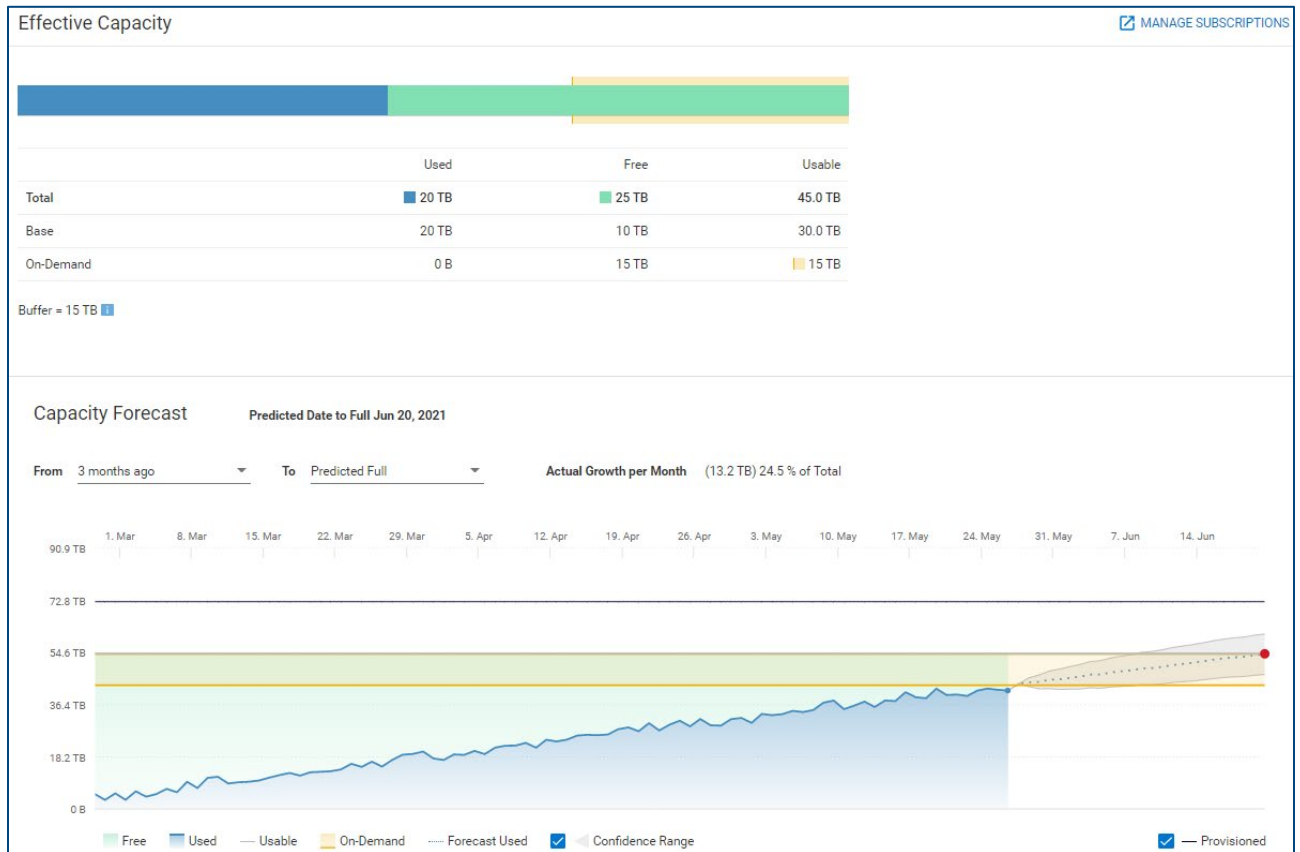 Effective Capacity
MANAGE SUBSCRIPTIONS
Used Free Usable
Total 20 TB 25 TB 45.0 TB
Base 20 TB 10 TB 30.0 TB
On-Demand 0 B 15 TB 15 TB
Buffer = 15 TB i
Capacity Forecast Predicted Date to Full Jun 20, 2021
From 3 months ago To Predicted Full Actual Growth per Month (13.2 TB) 24.5 % of Total
1. Mar 8. Mar 15. Mar 22. Mar 29. Mar 5. Apr 12. Apr 19. Apr 26. Apr 3. May 10. May 17. May 24. May 31. May 7. Jun 14. Jun
90.9 TB
72.8 TB
54.6 TB
36.4 TB
18.2 TB
0 B
Free Used Usable On-Demand Forecast Used Confidence Range Provisioned